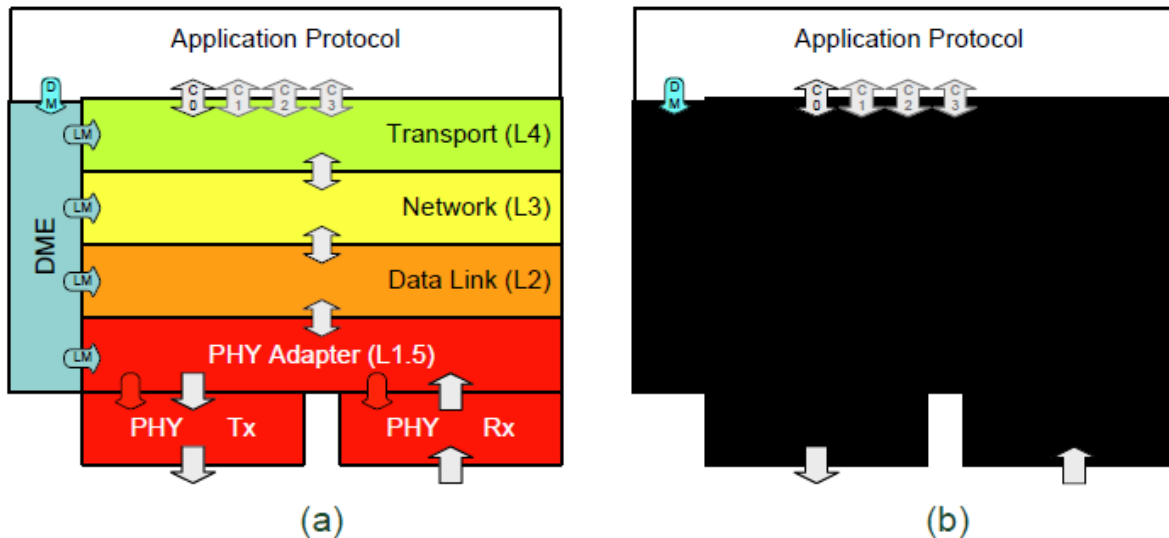 Application Protocol
DM
C0
C1
C2
C3
LM
Transport (L4)
LM
Network (L3)
DME
LM
Data Link (L2)
LM
PHY Adapter (L1.5)
PHY Tx
PHY Rx
(a)
Application Protocol
DM
C0
C1
C2
C3
(b)